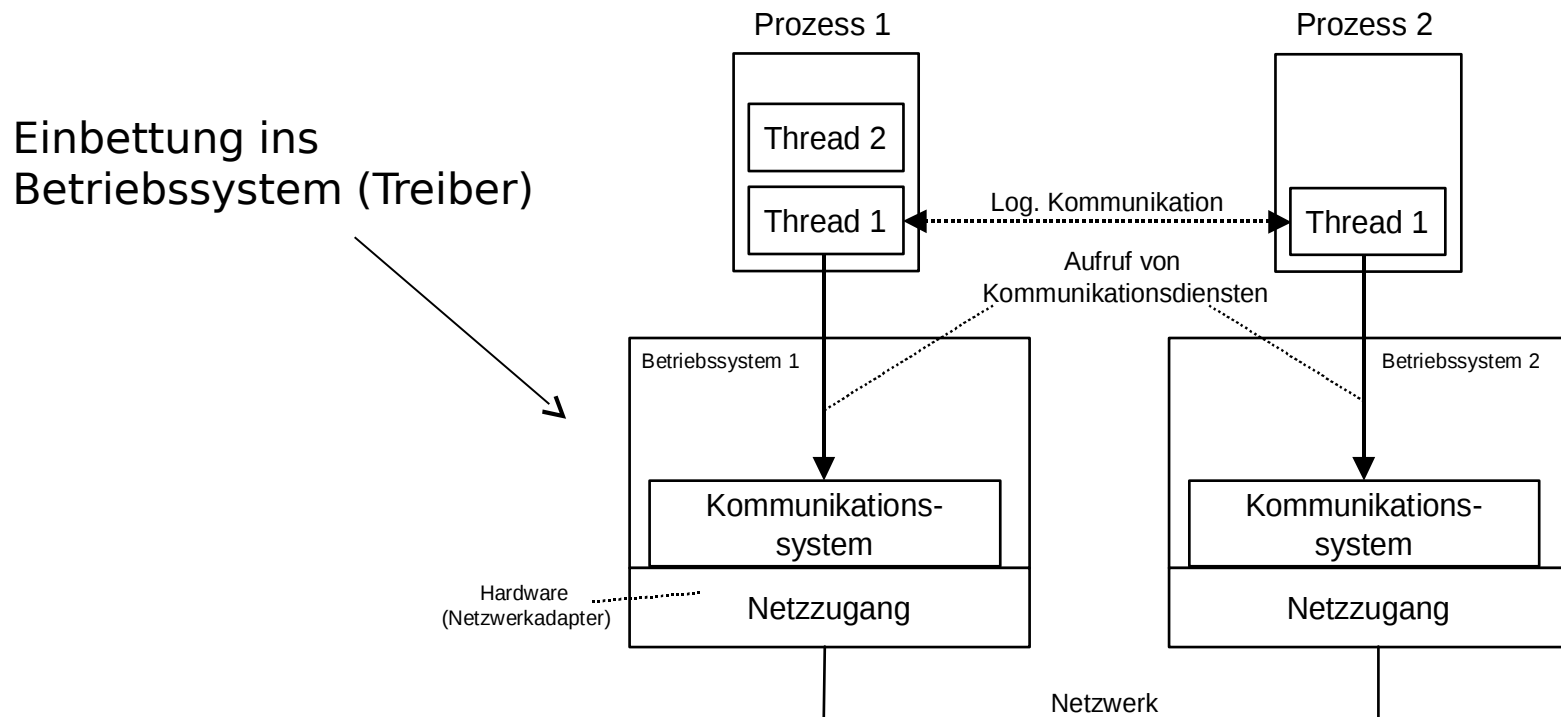 Prozess 1
Prozess 2
Einbettung ins
Betriebssystem (Treiber)
Thread 2
Thread 1
Log. Kommunikation
Thread 1
Aufruf von
Kommunikationsdiensten
Betriebssystem 1
Betriebssystem 2
Kommunikations-
system
Kommunikations-
system
Hardware
(Netzwerkadapter)
Netzzugang
Netzzugang
Netzwerk